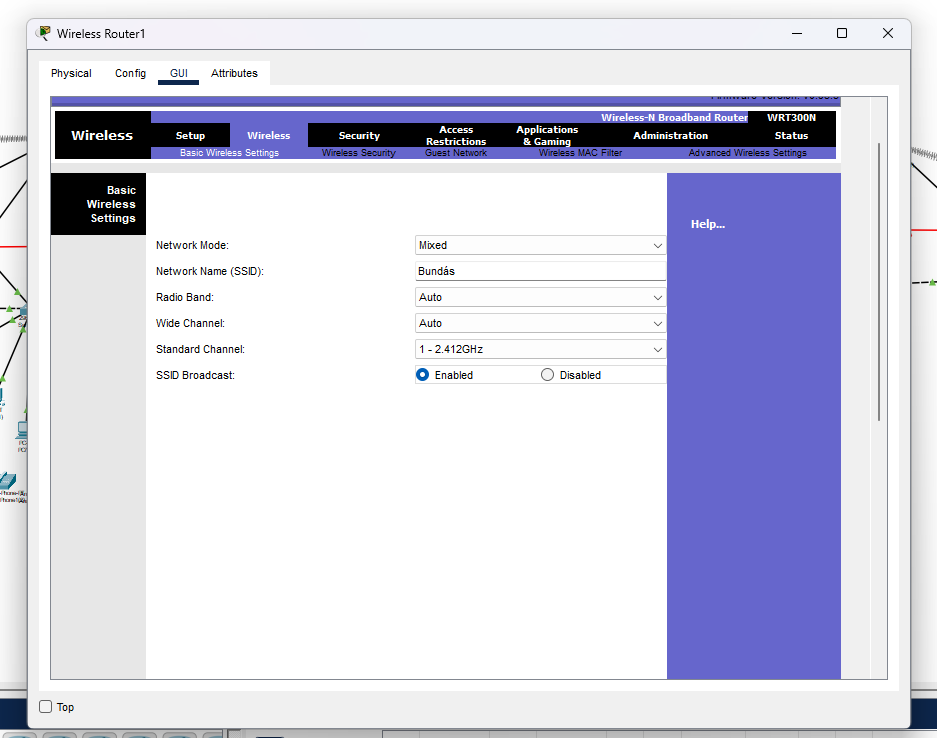 Wireless Router1
Physical Config GUI Attributes
Wireless-N Broadband Router WRT300N
Wireless Setup Wireless Security Access Restrictions Applications & Gaming Administration Status
Basic Wireless Settings Wireless Security Guest Network Wireless MAC Filter Advanced Wireless Settings
Basic
Wireless
Settings
Help...
Network Mode: Mixed
Network Name (SSID): Bundás
Radio Band: Auto
Wide Channel: Auto
Standard Channel: 1 - 2.412GHz
SSID Broadcast: Enabled Disabled
Top